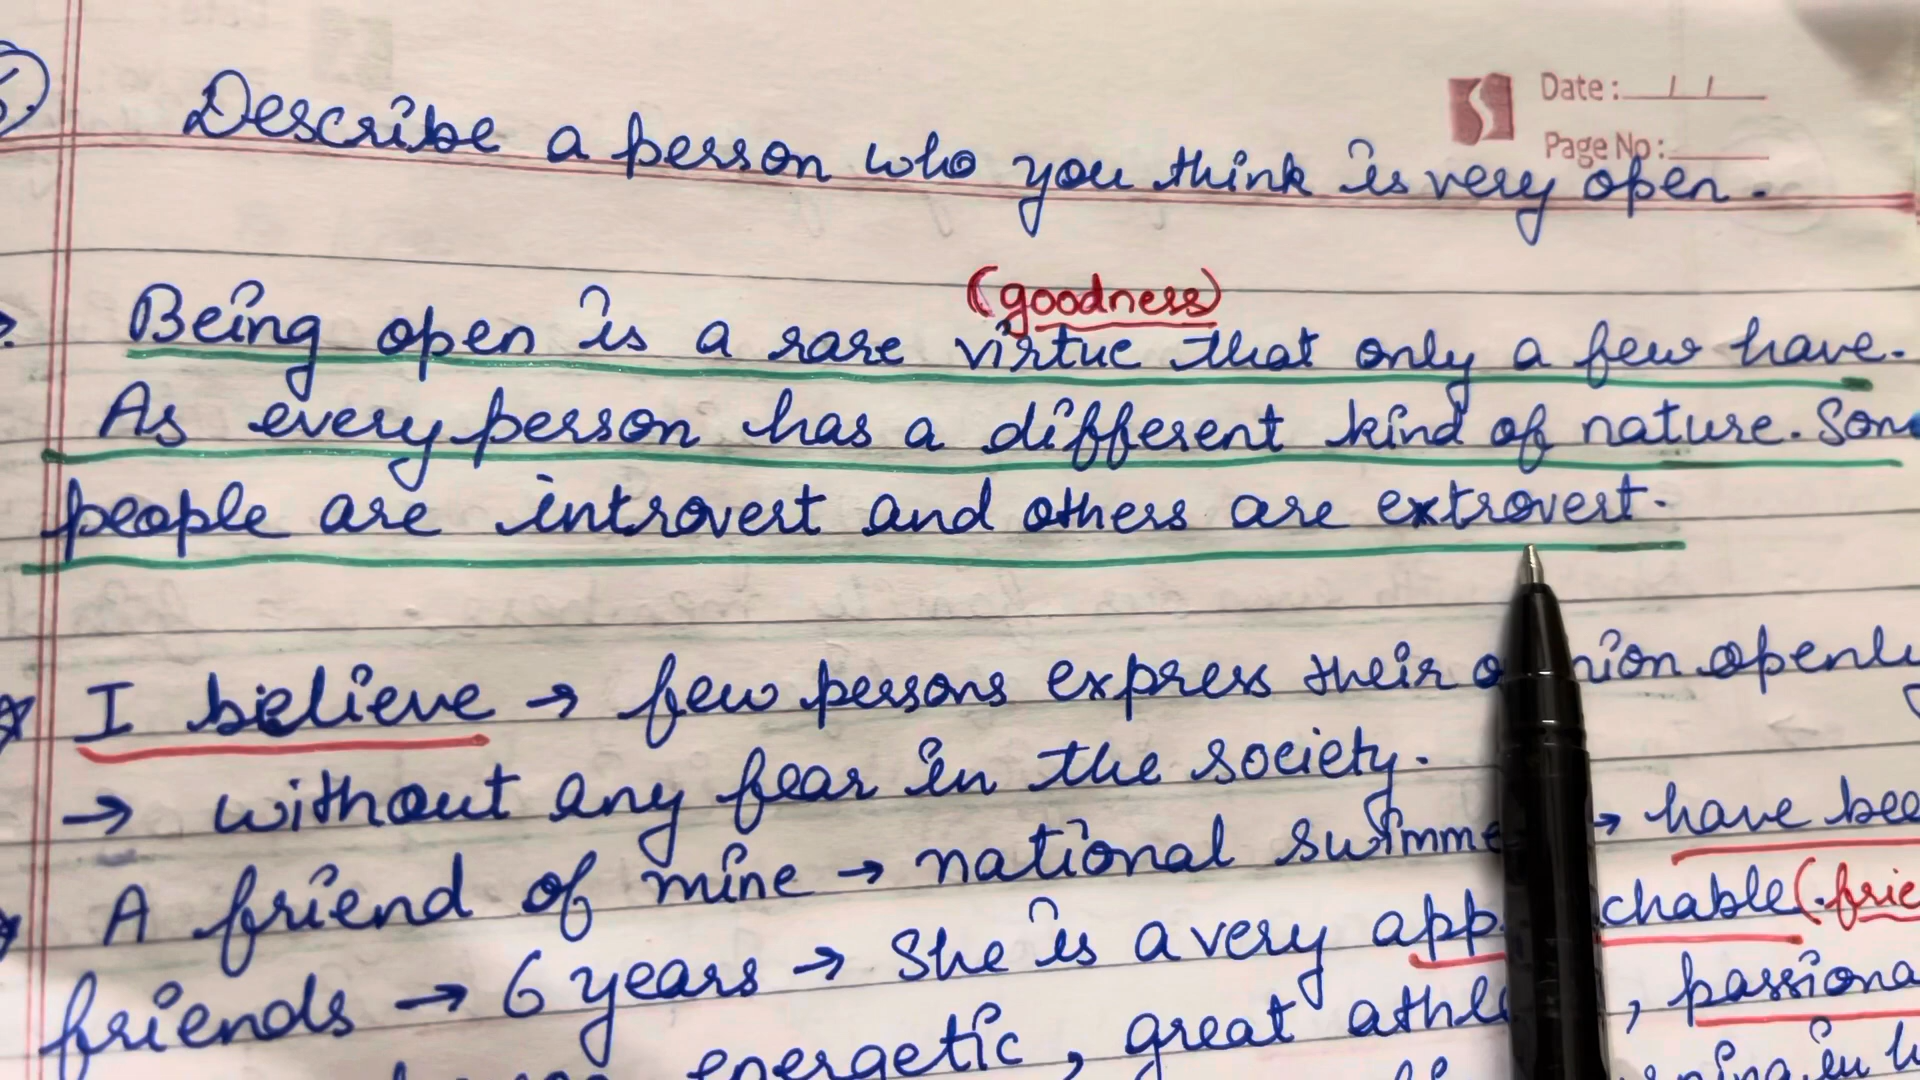 Date: / /
Page No:
Describe a person who you think is very open.
(goodness)
Being open is a rare virtue that only a few have.
As every person has a different kind of nature. Som
people are introvert and others are extrovert.
I believe → few persons express their nion openly
→ without any fear in the society.
A friend of mine → national swimme → have bee
friends → 6 years → She is a very app chable (frie
energetic, great athle , passiona